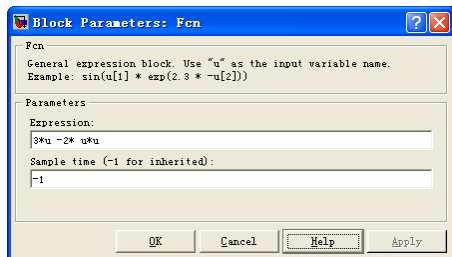 Block Parameters: Fcn
Fcn
General expression block. Use "u" as the input variable name.
Example: sin(u[1] * exp(2.3 * -u[2]))
Parameters
Expression:
3*u -2* u*u
Sample time (-1 for inherited):
-1
OK Cancel Help Apply